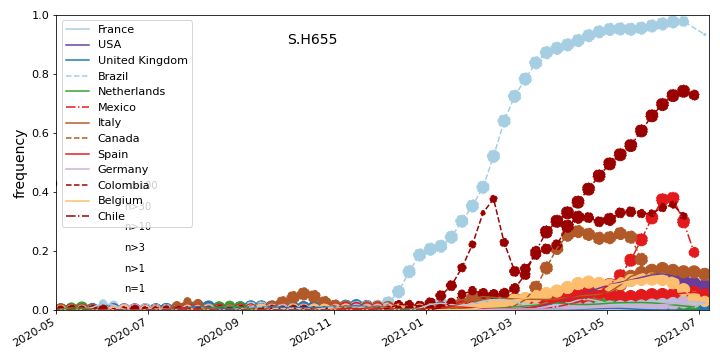 S.H655
frequency
1.0
0.8
0.6
0.4
0.2
0.0
France
USA
United Kingdom
Brazil
Netherlands
Mexico
Italy
Canada
Spain
Germany
Colombia
Belgium
Chile
n>30
n>10
n>3
n>1
n=1
2020-05
2020-07
2020-09
2020-11
2021-01
2021-03
2021-05
2021-07